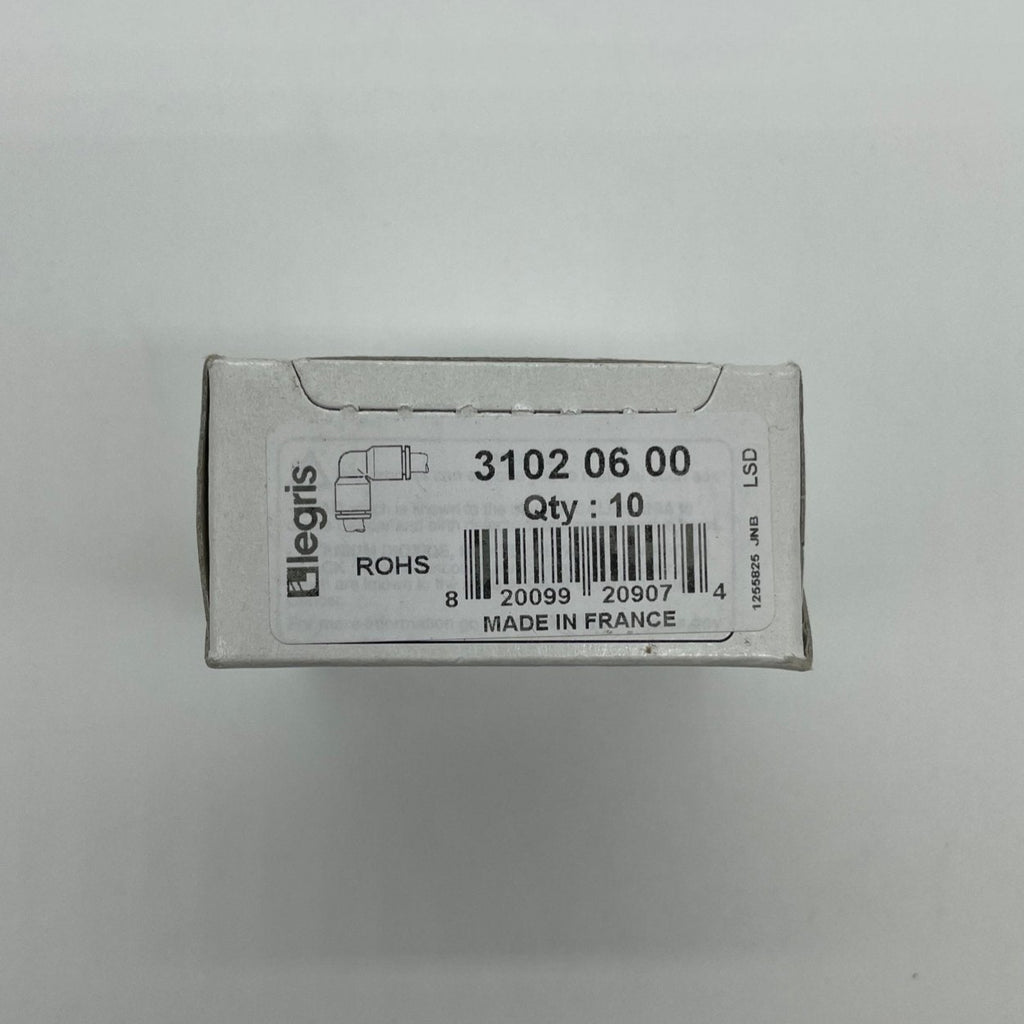 legris
3102 06 00
Qty : 10
ROHS
8 20099 20907 4
MADE IN FRANCE
1255825 JNB LSD